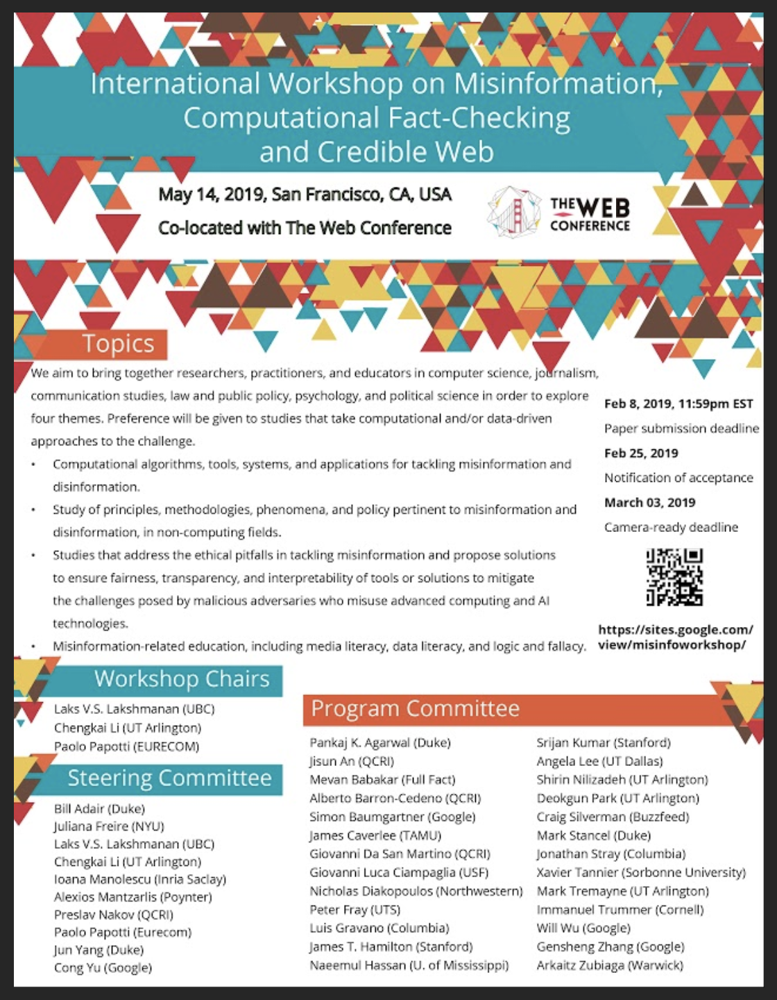 International Workshop on Misinformation,
Computational Fact-Checking
and Credible Web
May 14, 2019, San Francisco, CA, USA
Co-located with The Web Conference
THE WEB
CONFERENCE
Topics
We aim to bring together researchers, practitioners, and educators in computer science, journalism,
communication studies, law and public policy, psychology, and political science in order to explore
four themes. Preference will be given to studies that take computational and/or data-driven
approaches to the challenge.
• Computational algorithms, tools, systems, and applications for tackling misinformation and
disinformation.
• Study of principles, methodologies, phenomena, and policy pertinent to misinformation and
disinformation, in non-computing fields.
• Studies that address the ethical pitfalls in tackling misinformation and propose solutions
to ensure fairness, transparency, and interpretability of tools or solutions to mitigate
the challenges posed by malicious adversaries who misuse advanced computing and AI
technologies.
• Misinformation-related education, including media literacy, data literacy, and logic and fallacy.
Feb 8, 2019, 11:59pm EST
Paper submission deadline
Feb 25, 2019
Notification of acceptance
March 03, 2019
Camera-ready deadline
https://sites.google.com/
view/misinfoworkshop/
Workshop Chairs
Laks V.S. Lakshmanan (UBC)
Chengkai Li (UT Arlington)
Paolo Papotti (EURECOM)
Steering Committee
Bill Adair (Duke)
Juliana Freire (NYU)
Laks V.S. Lakshmanan (UBC)
Chengkai Li (UT Arlington)
Ioana Manolescu (Inria Saclay)
Alexios Mantzarlis (Poynter)
Preslav Nakov (QCRI)
Paolo Papotti (Eurecom)
Jun Yang (Duke)
Cong Yu (Google)
Program Committee
Pankaj K. Agarwal (Duke)
Jisun An (QCRI)
Mevan Babakar (Full Fact)
Alberto Barron-Cedeno (QCRI)
Simon Baumgartner (Google)
James Caverlee (TAMU)
Giovanni Da San Martino (QCRI)
Giovanni Luca Ciampaglia (USF)
Nicholas Diakopoulos (Northwestern)
Peter Fray (UTS)
Luis Gravano (Columbia)
James T. Hamilton (Stanford)
Naeemul Hassan (U. of Mississippi)
Srijan Kumar (Stanford)
Angela Lee (UT Dallas)
Shirin Nilizadeh (UT Arlington)
Deokgun Park (UT Arlington)
Craig Silverman (Buzzfeed)
Mark Stancel (Duke)
Jonathan Stray (Columbia)
Xavier Tannier (Sorbonne University)
Mark Tremayne (UT Arlington)
Immanuel Trummer (Cornell)
Will Wu (Google)
Gensheng Zhang (Google)
Arkaitz Zubiaga (Warwick)